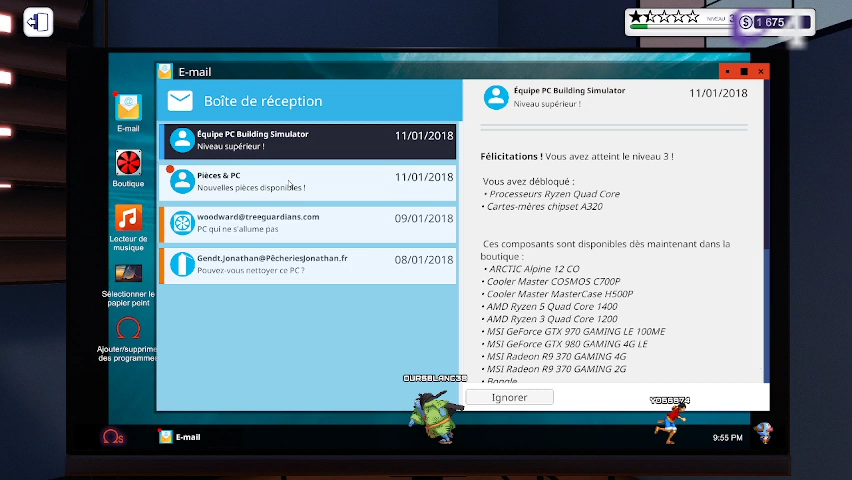 NIVEAU 3
$ 1 675
E-mail
Boîte de réception
Équipe PC Building Simulator
11/01/2018
Niveau supérieur !
Pièces & PC
11/01/2018
Nouvelles pièces disponibles !
woodward@treeguardians.com
09/01/2018
PC qui ne s'allume pas
Gendt.Jonathan@PêcheriesJonathan.fr
08/01/2018
Pouvez-vous nettoyer ce PC ?
E-mail
Boutique
Lecteur de
musique
Sélectionner le
papier peint
Ajouter/supprime
des programmes
Équipe PC Building Simulator
11/01/2018
Niveau supérieur !
Félicitations ! Vous avez atteint le niveau 3 !
Vous avez débloqué :
• Processeurs Ryzen Quad Core
• Cartes-mères chipset A320
Ces composants sont disponibles dès maintenant dans la
boutique :
• ARCTIC Alpine 12 CO
• Cooler Master COSMOS C700P
• Cooler Master MasterCase H500P
• AMD Ryzen 5 Quad Core 1400
• AMD Ryzen 3 Quad Core 1200
• MSI GeForce GTX 970 GAMING LE 100ME
• MSI GeForce GTX 980 GAMING 4G LE
• MSI Radeon R9 370 GAMING 4G
• MSI Radeon R9 370 GAMING 2G
Ignorer
E-mail
9:55 PM